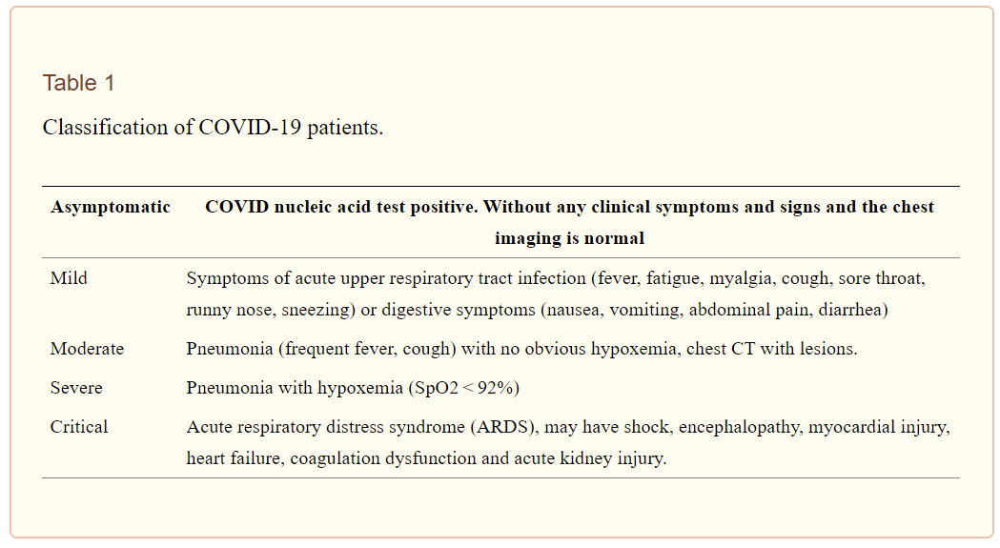 Table 1
Classification of COVID-19 patients.
Asymptomatic COVID nucleic acid test positive. Without any clinical symptoms and signs and the chest
imaging is normal
Mild Symptoms of acute upper respiratory tract infection (fever, fatigue, myalgia, cough, sore throat,
runny nose, sneezing) or digestive symptoms (nausea, vomiting, abdominal pain, diarrhea)
Moderate Pneumonia (frequent fever, cough) with no obvious hypoxemia, chest CT with lesions.
Severe Pneumonia with hypoxemia (SpO2 < 92%)
Critical Acute respiratory distress syndrome (ARDS), may have shock, encephalopathy, myocardial injury,
heart failure, coagulation dysfunction and acute kidney injury.